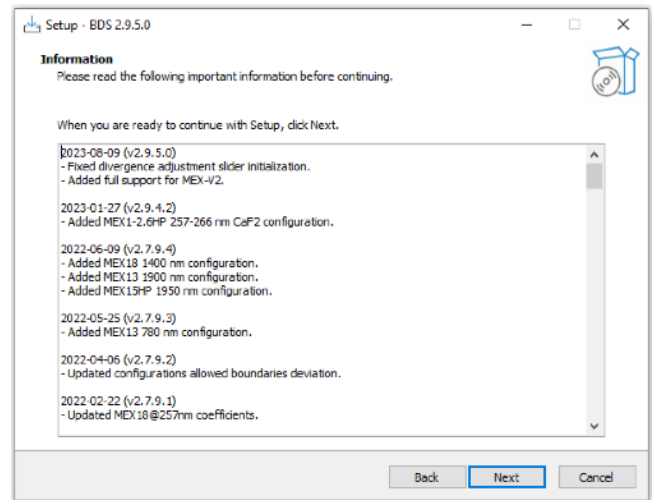 Setup - BDS 2.9.5.0
Information
Please read the following important information before continuing.
When you are ready to continue with Setup, click Next.
2023-08-09 (v2.9.5.0)
- Fixed divergence adjustment slider initialization.
- Added full support for MEX-V2.
2023-01-27 (v2.9.4.2)
- Added MEX1-2.6HP 257-266 nm CaF2 configuration.
2022-06-09 (v2.7.9.4)
- Added MEX18 1400 nm configuration.
- Added MEX13 1900 nm configuration.
- Added MEX15HP 1950 nm configuration.
2022-05-25 (v2.7.9.3)
- Added MEX13 780 nm configuration.
2022-04-06 (v2.7.9.2)
- Updated configurations allowed boundaries deviation.
2022-02-22 (v2.7.9.1)
- Updated MEX18@257nm coefficients.
Back Next Cancel